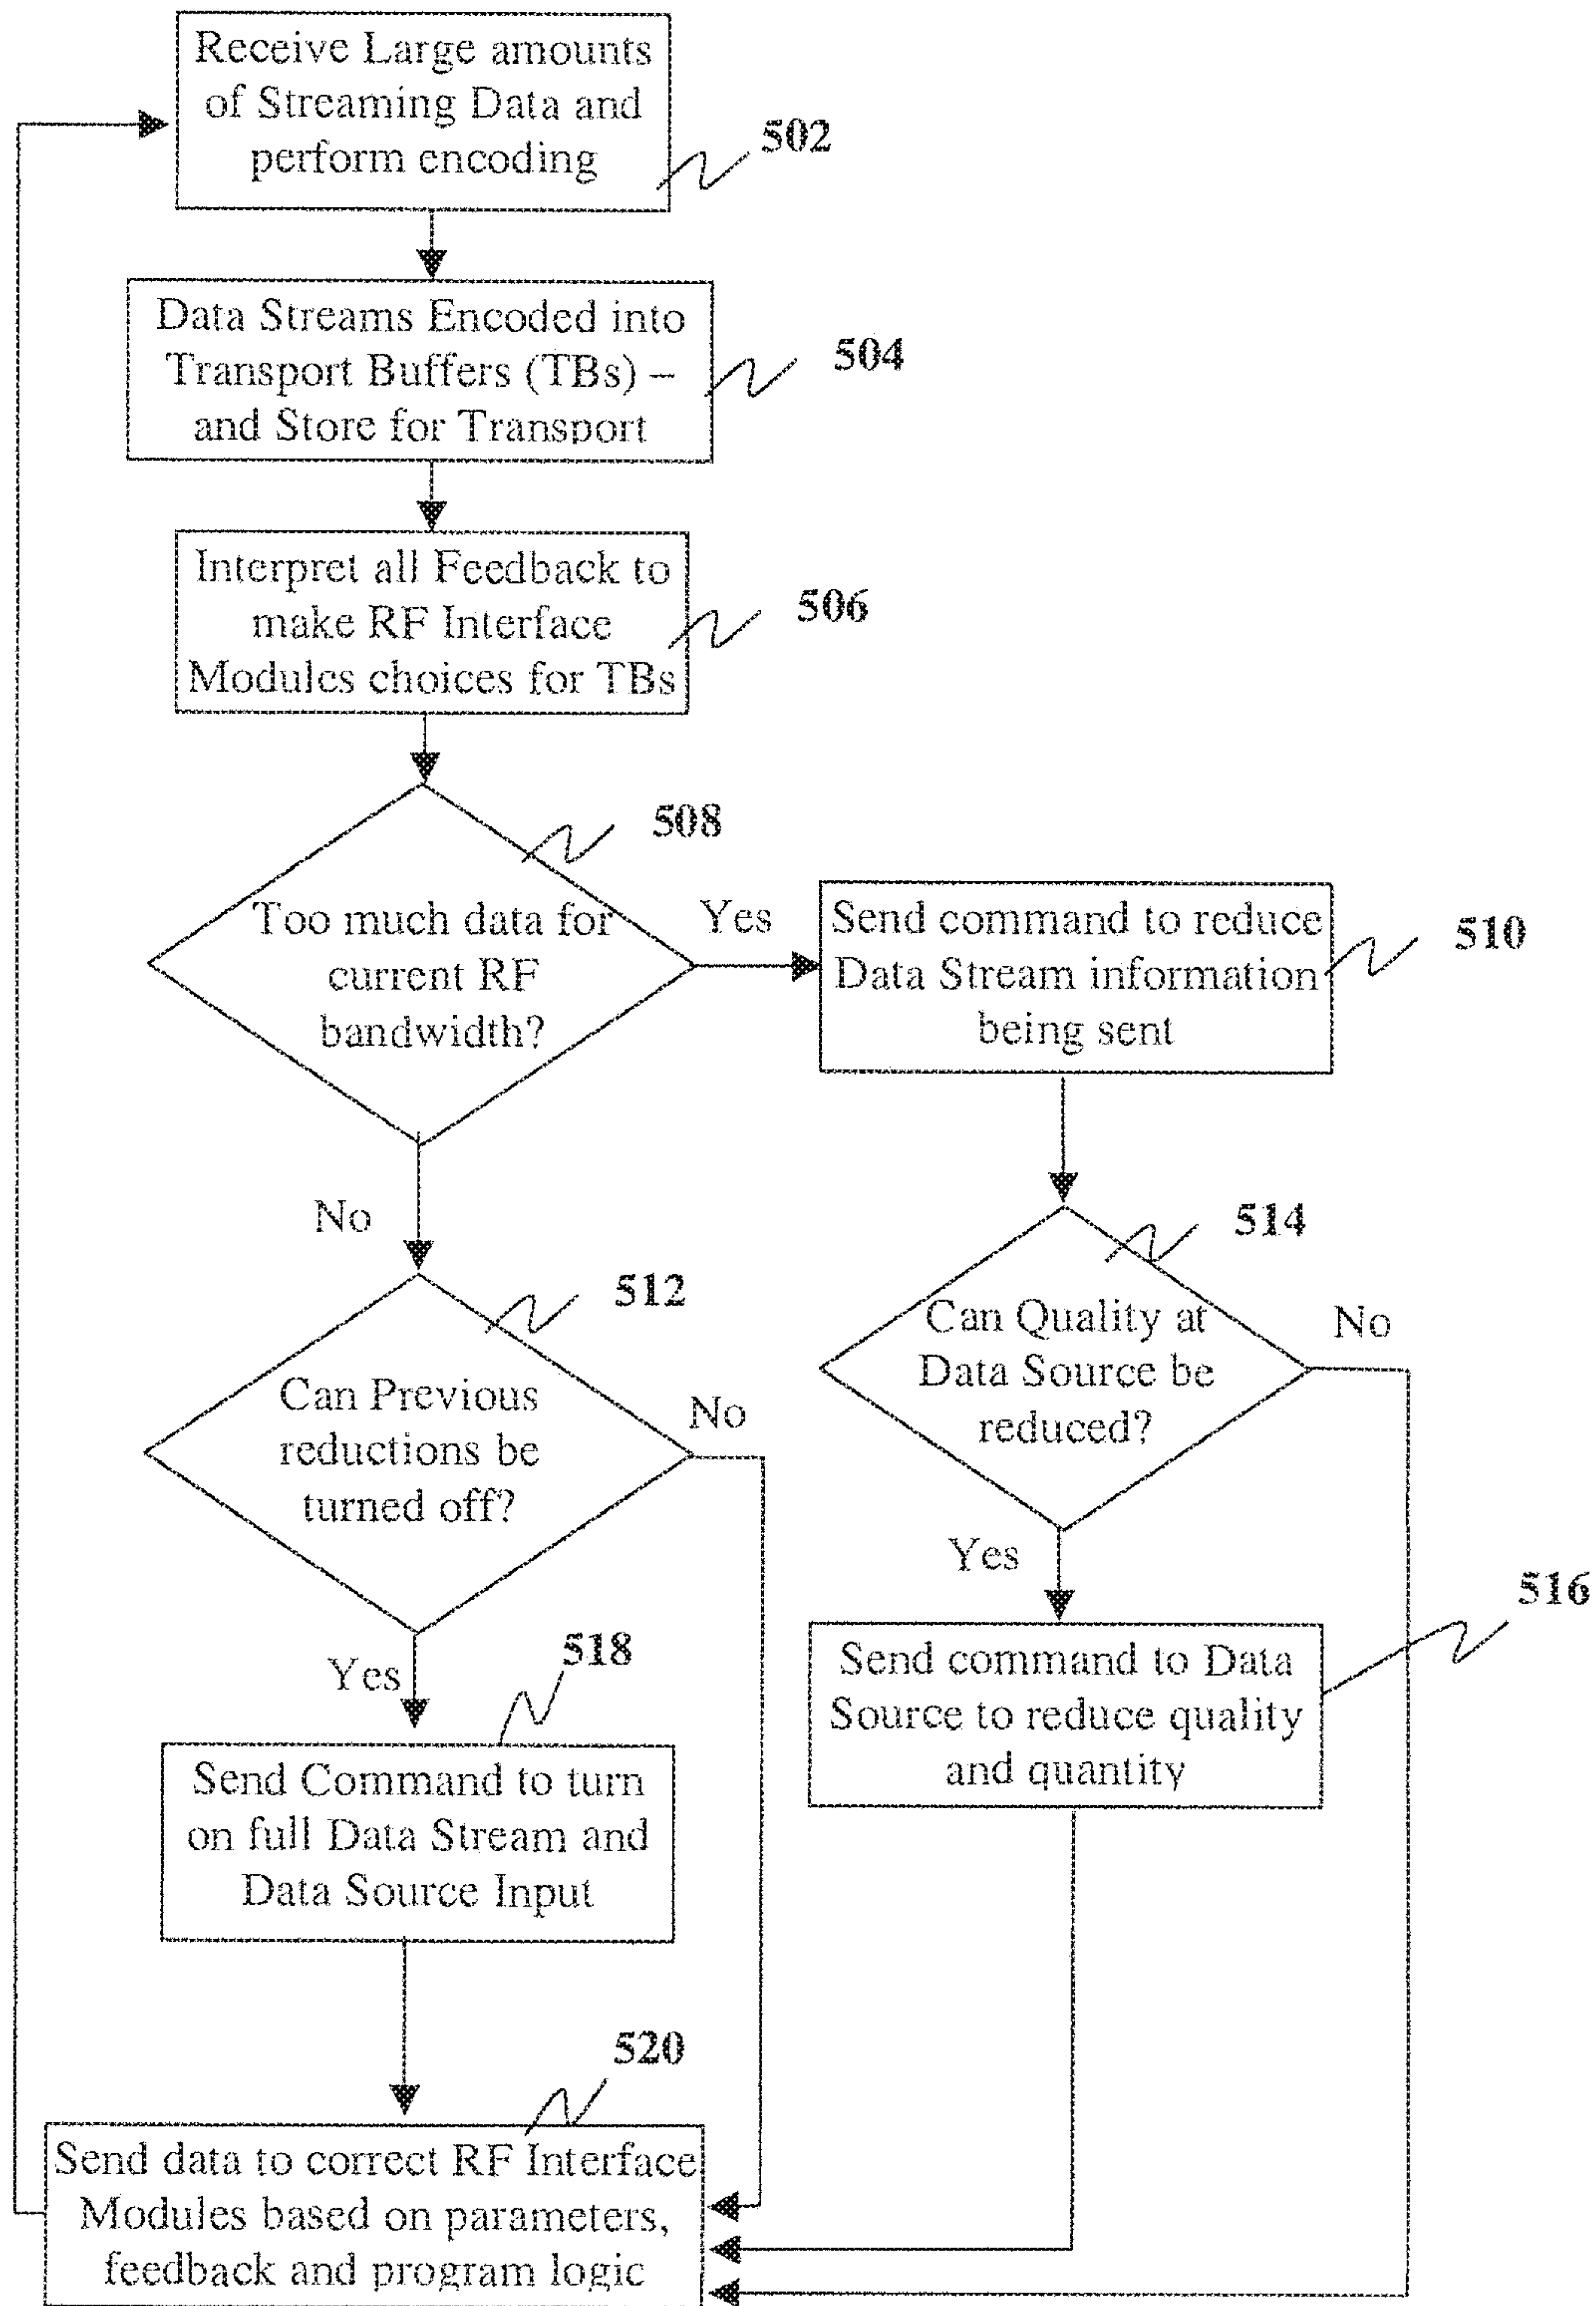 Receive Large amounts
of Streaming Data and
perform encoding
502
Data Streams Encoded into
Transport Buffers (TBs) –
and Store for Transport
504
Interpret all Feedback to
make RF Interface
Modules choices for TBs
506
508
Too much data for
current RF
bandwidth?
Yes
Send command to reduce
Data Stream information
being sent
510
No
514
512
Can Quality at
Data Source be
reduced?
No
Can Previous
reductions be
turned off?
No
Yes
516
518
Yes
Send command to Data
Source to reduce quality
and quantity
Send Command to turn
on full Data Stream and
Data Source Input
520
Send data to correct RF Interface
Modules based on parameters,
feedback and program logic